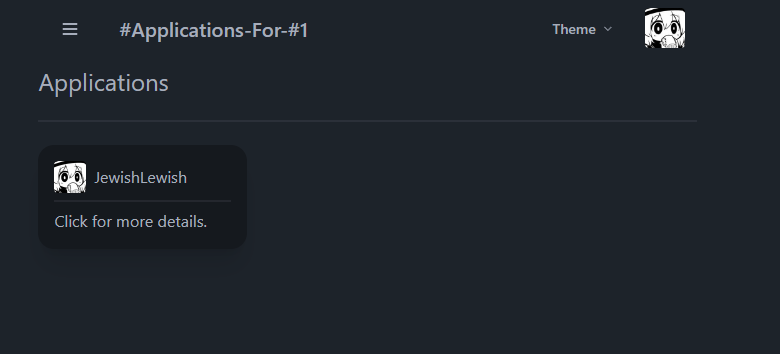 #Applications-For-#1
Theme
Applications
JewishLewish
Click for more details.